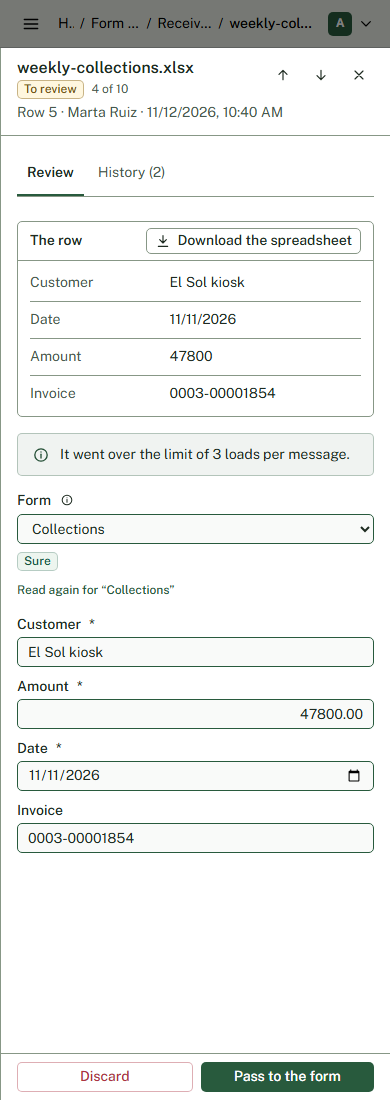 H.. / Form ... / Receiv... / weekly-col... A
weekly-collections.xlsx
To review 4 of 10
Row 5 · Marta Ruiz · 11/12/2026, 10:40 AM
Review History (2)
The row Download the spreadsheet
Customer El Sol kiosk
Date 11/11/2026
Amount 47800
Invoice 0003-00001854
It went over the limit of 3 loads per message.
Form
Collections
Sure
Read again for “Collections”
Customer *
El Sol kiosk
Amount *
47800.00
Date *
11/11/2026
Invoice
0003-00001854
Discard Pass to the form